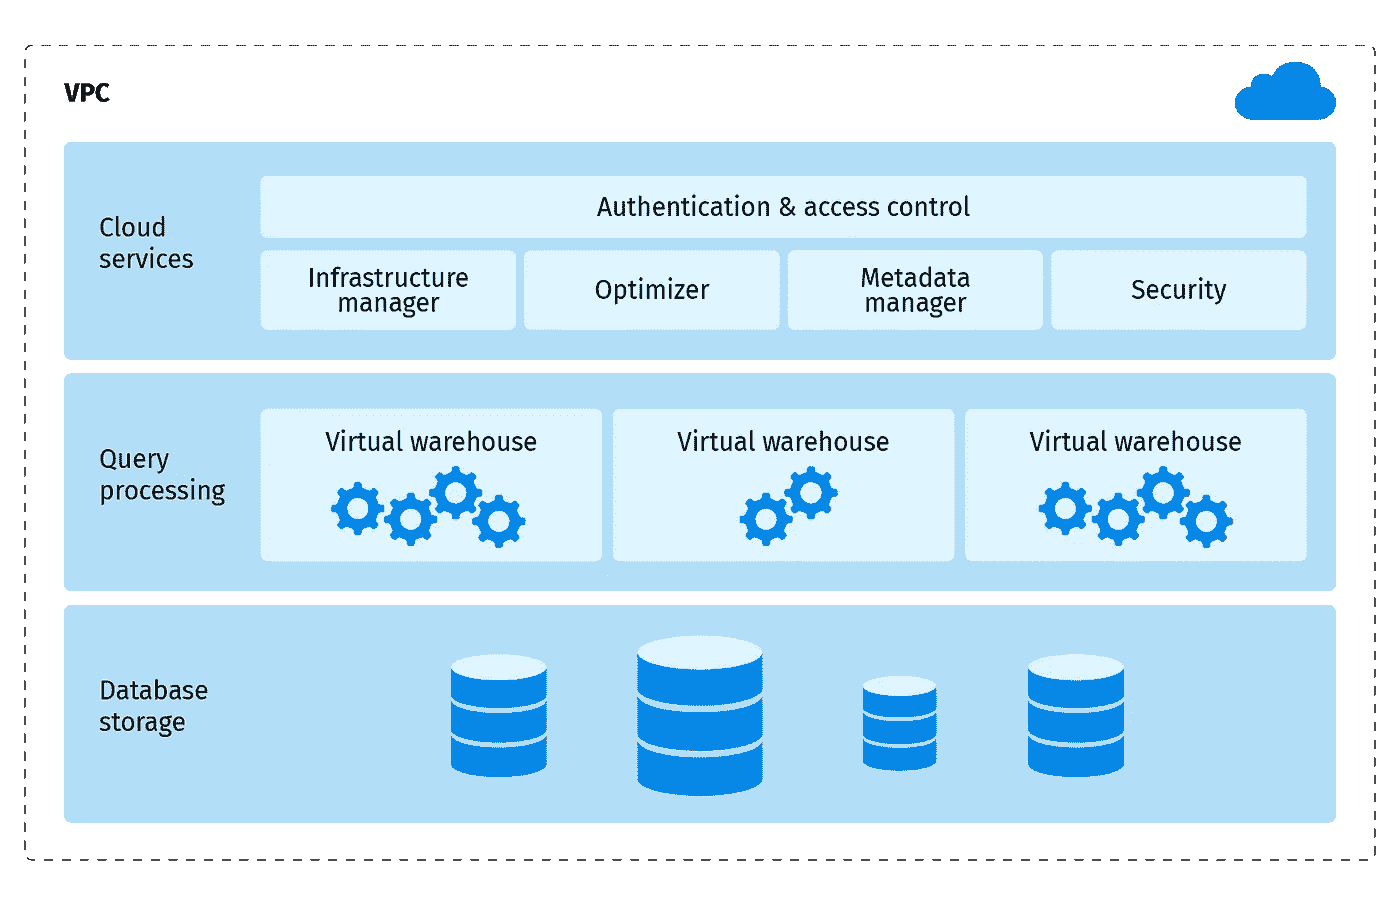 VPC
Cloud
services
Authentication & access control
Infrastructure
manager
Optimizer
Metadata
manager
Security
Query
processing
Virtual warehouse
Virtual warehouse
Virtual warehouse
Database
storage